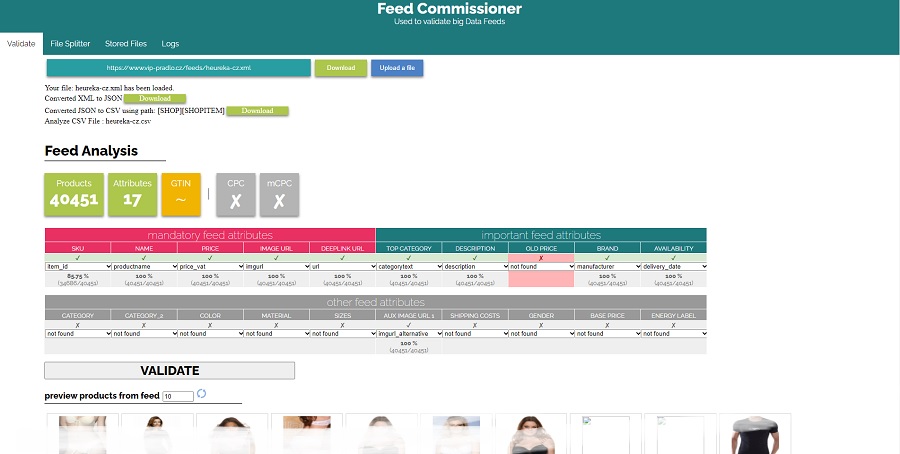 Feed Commissioner
Used to validate big Data Feeds
Validate File Splitter Stored Files Logs
https://www.vip-pradlo.cz/feeds/heureka-cz.xml Download Upload a file
Your file: heureka-cz.xml has been loaded.
Converted XML to JSON Download
Converted JSON to CSV using path: [SHOP][SHOPITEM] Download
Analyze CSV File : heureka-cz.csv
Feed Analysis
Products Attributes GTIN CPC mCPC
40451 17 ~ | ✗ ✗
mandatory feed attributes important feed attributes
SKU NAME PRICE IMAGE URL DEEPLINK URL TOP CATEGORY DESCRIPTION OLD PRICE BRAND AVAILABILITY
✓ ✓ ✓ ✓ ✓ ✓ ✓ ✗ ✓ ✓
item_id productname price_vat imgurl url categorytext description not found manufacturer delivery_date
85.75 % 100 % 100 % 100 % 100 % 100 % 100 % 100 % 100 %
(34686/40451) (40451/40451) (40451/40451) (40451/40451) (40451/40451) (40451/40451) (40451/40451) (40451/40451) (40451/40451)
other feed attributes
CATEGORY CATEGORY_2 COLOR MATERIAL SIZES AUX IMAGE URL 1 SHIPPING COSTS GENDER BASE PRICE ENERGY LABEL
✗ ✗ ✗ ✗ ✗ ✓ ✗ ✗ ✗ ✗
not found not found not found not found not found imgurl_alternative not found not found not found not found
100 %
(40451/40451)
VALIDATE
preview products from feed 10